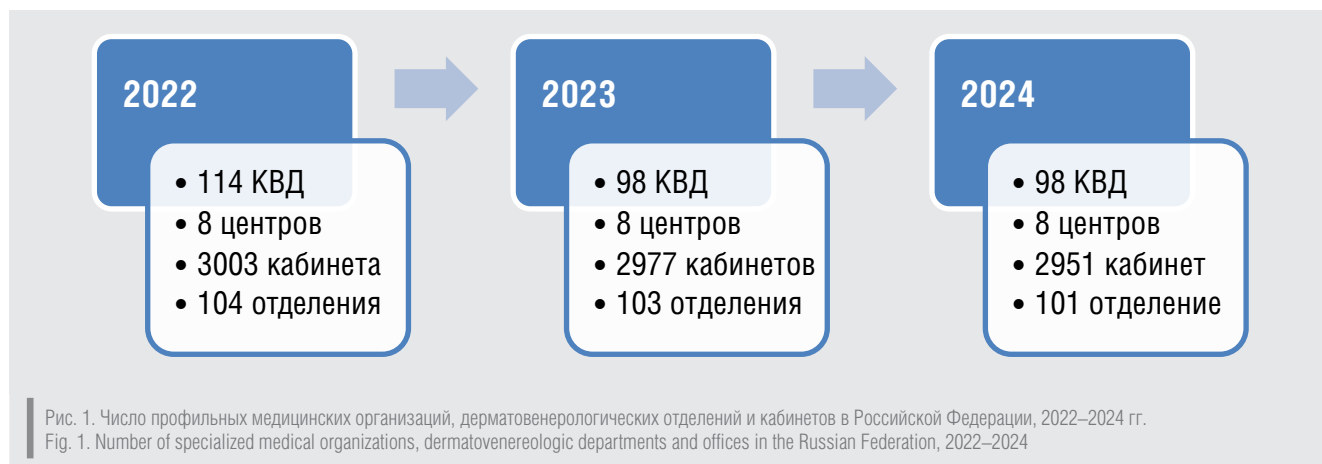 2022
• 114 КВД
• 8 центров
• 3003 кабинета
• 104 отделения
2023
• 98 КВД
• 8 центров
• 2977 кабинетов
• 103 отделения
2024
• 98 КВД
• 8 центров
• 2951 кабинет
• 101 отделение
Рис. 1. Число профильных медицинских организаций, дерматовенерологических отделений и кабинетов в Российской Федерации, 2022–2024 гг.
Fig. 1. Number of specialized medical organizations, dermatovenereologic departments and offices in the Russian Federation, 2022–2024